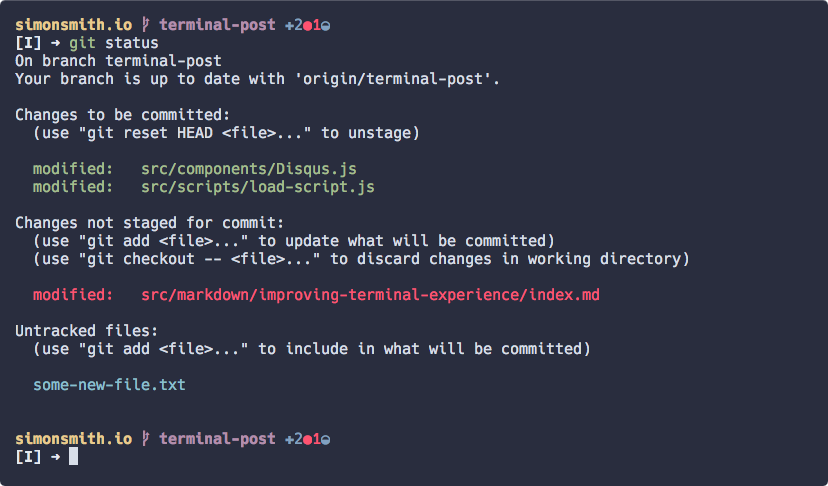 simonsmith.io ᚠ terminal-post ✚2●1◒
[I] ➜ git status
On branch terminal-post
Your branch is up to date with 'origin/terminal-post'.
Changes to be committed:
(use "git reset HEAD <file>..." to unstage)
modified:   src/components/Disqus.js
modified:   src/scripts/load-script.js
Changes not staged for commit:
(use "git add <file>..." to update what will be committed)
(use "git checkout -- <file>..." to discard changes in working directory)
modified:   src/markdown/improving-terminal-experience/index.md
Untracked files:
(use "git add <file>..." to include in what will be committed)
some-new-file.txt
simonsmith.io ᚠ terminal-post ✚2●1◒
[I] ➜